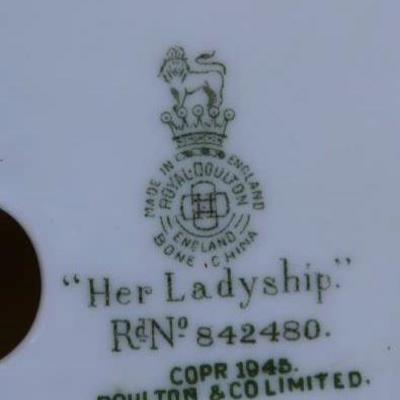 MADE IN ENGLAND
ROYAL·DOULTON
ENGLAND
BONE CHINA
"Her Ladyship."
RdNo 842480.
COPR 1945.
DOULTON & CO LIMITED.